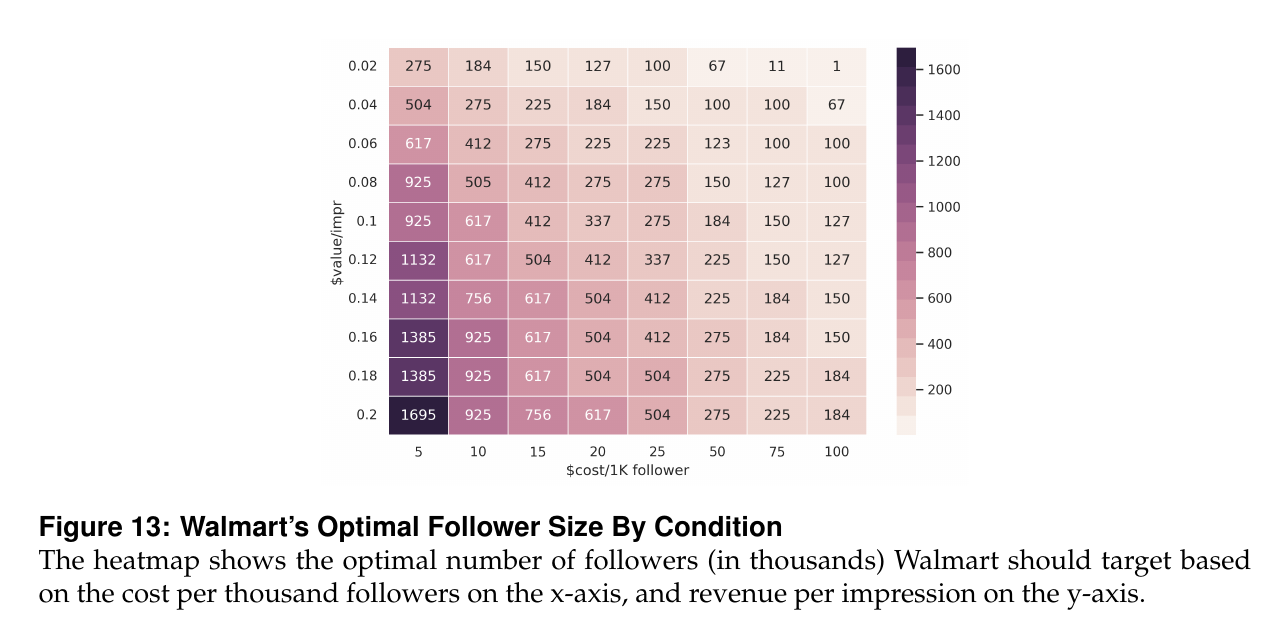 0.02 275 184 150 127 100 67 11 1
0.04 504 275 225 184 150 100 100 67
0.06 617 412 275 225 225 123 100 100
0.08 925 505 412 275 275 150 127 100
0.1 925 617 412 337 275 184 150 127
0.12 1132 617 504 412 337 225 150 127
0.14 1132 756 617 504 412 225 184 150
0.16 1385 925 617 504 412 275 184 150
0.18 1385 925 617 504 504 275 225 184
0.2 1695 925 756 617 504 275 225 184
$value/impr
5 10 15 20 25 50 75 100
$cost/1K follower
1600
1400
1200
1000
800
600
400
200
Figure 13: Walmart's Optimal Follower Size By Condition
The heatmap shows the optimal number of followers (in thousands) Walmart should target based
on the cost per thousand followers on the x-axis, and revenue per impression on the y-axis.